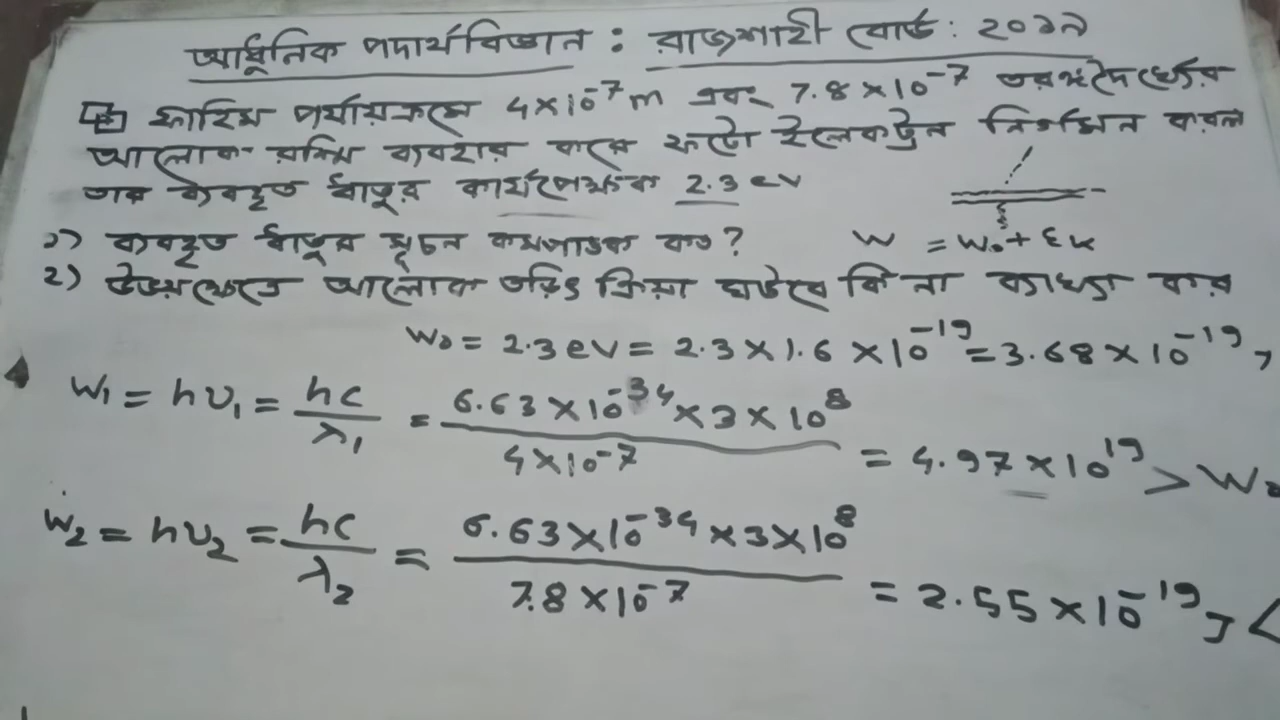 আধুনিক পদার্থবিজ্ঞান : রাজশাহী বোর্ড : ২০১৯
ফাহিম পর্যায়ক্রমে 4×10⁻⁷ m এবং 7.8×10⁻⁷ তরঙ্গদৈর্ঘ্যের
আলোক রশ্মি ব্যবহার করে ফটো ইলেকট্রন নির্গমন করল
তার ব্যবহৃত ধাতুর কার্যাপেক্ষক 2.3 eV
১) ব্যবহৃত ধাতুর সূচন কম্পাঙ্ক কত? W = W₀ + Eₖ
২) উভয়ক্ষেত্রে আলোক তড়িৎ ক্রিয়া ঘটবে কি না ব্যাখ্যা কর
W₀ = 2.3 eV = 2.3 × 1.6 × 10⁻¹⁹ = 3.68 × 10⁻¹⁹ J
W₁ = hυ₁ = hc/λ₁ = 6.63×10⁻³⁴ × 3 × 10⁸ / 4×10⁻⁷ = 4.97 × 10¹⁹ > W₀
W₂ = hυ₂ = hc/λ₂ = 6.63×10⁻³⁴ × 3×10⁸ / 7.8 × 10⁻⁷ = 2.55 × 10⁻¹⁹ J <